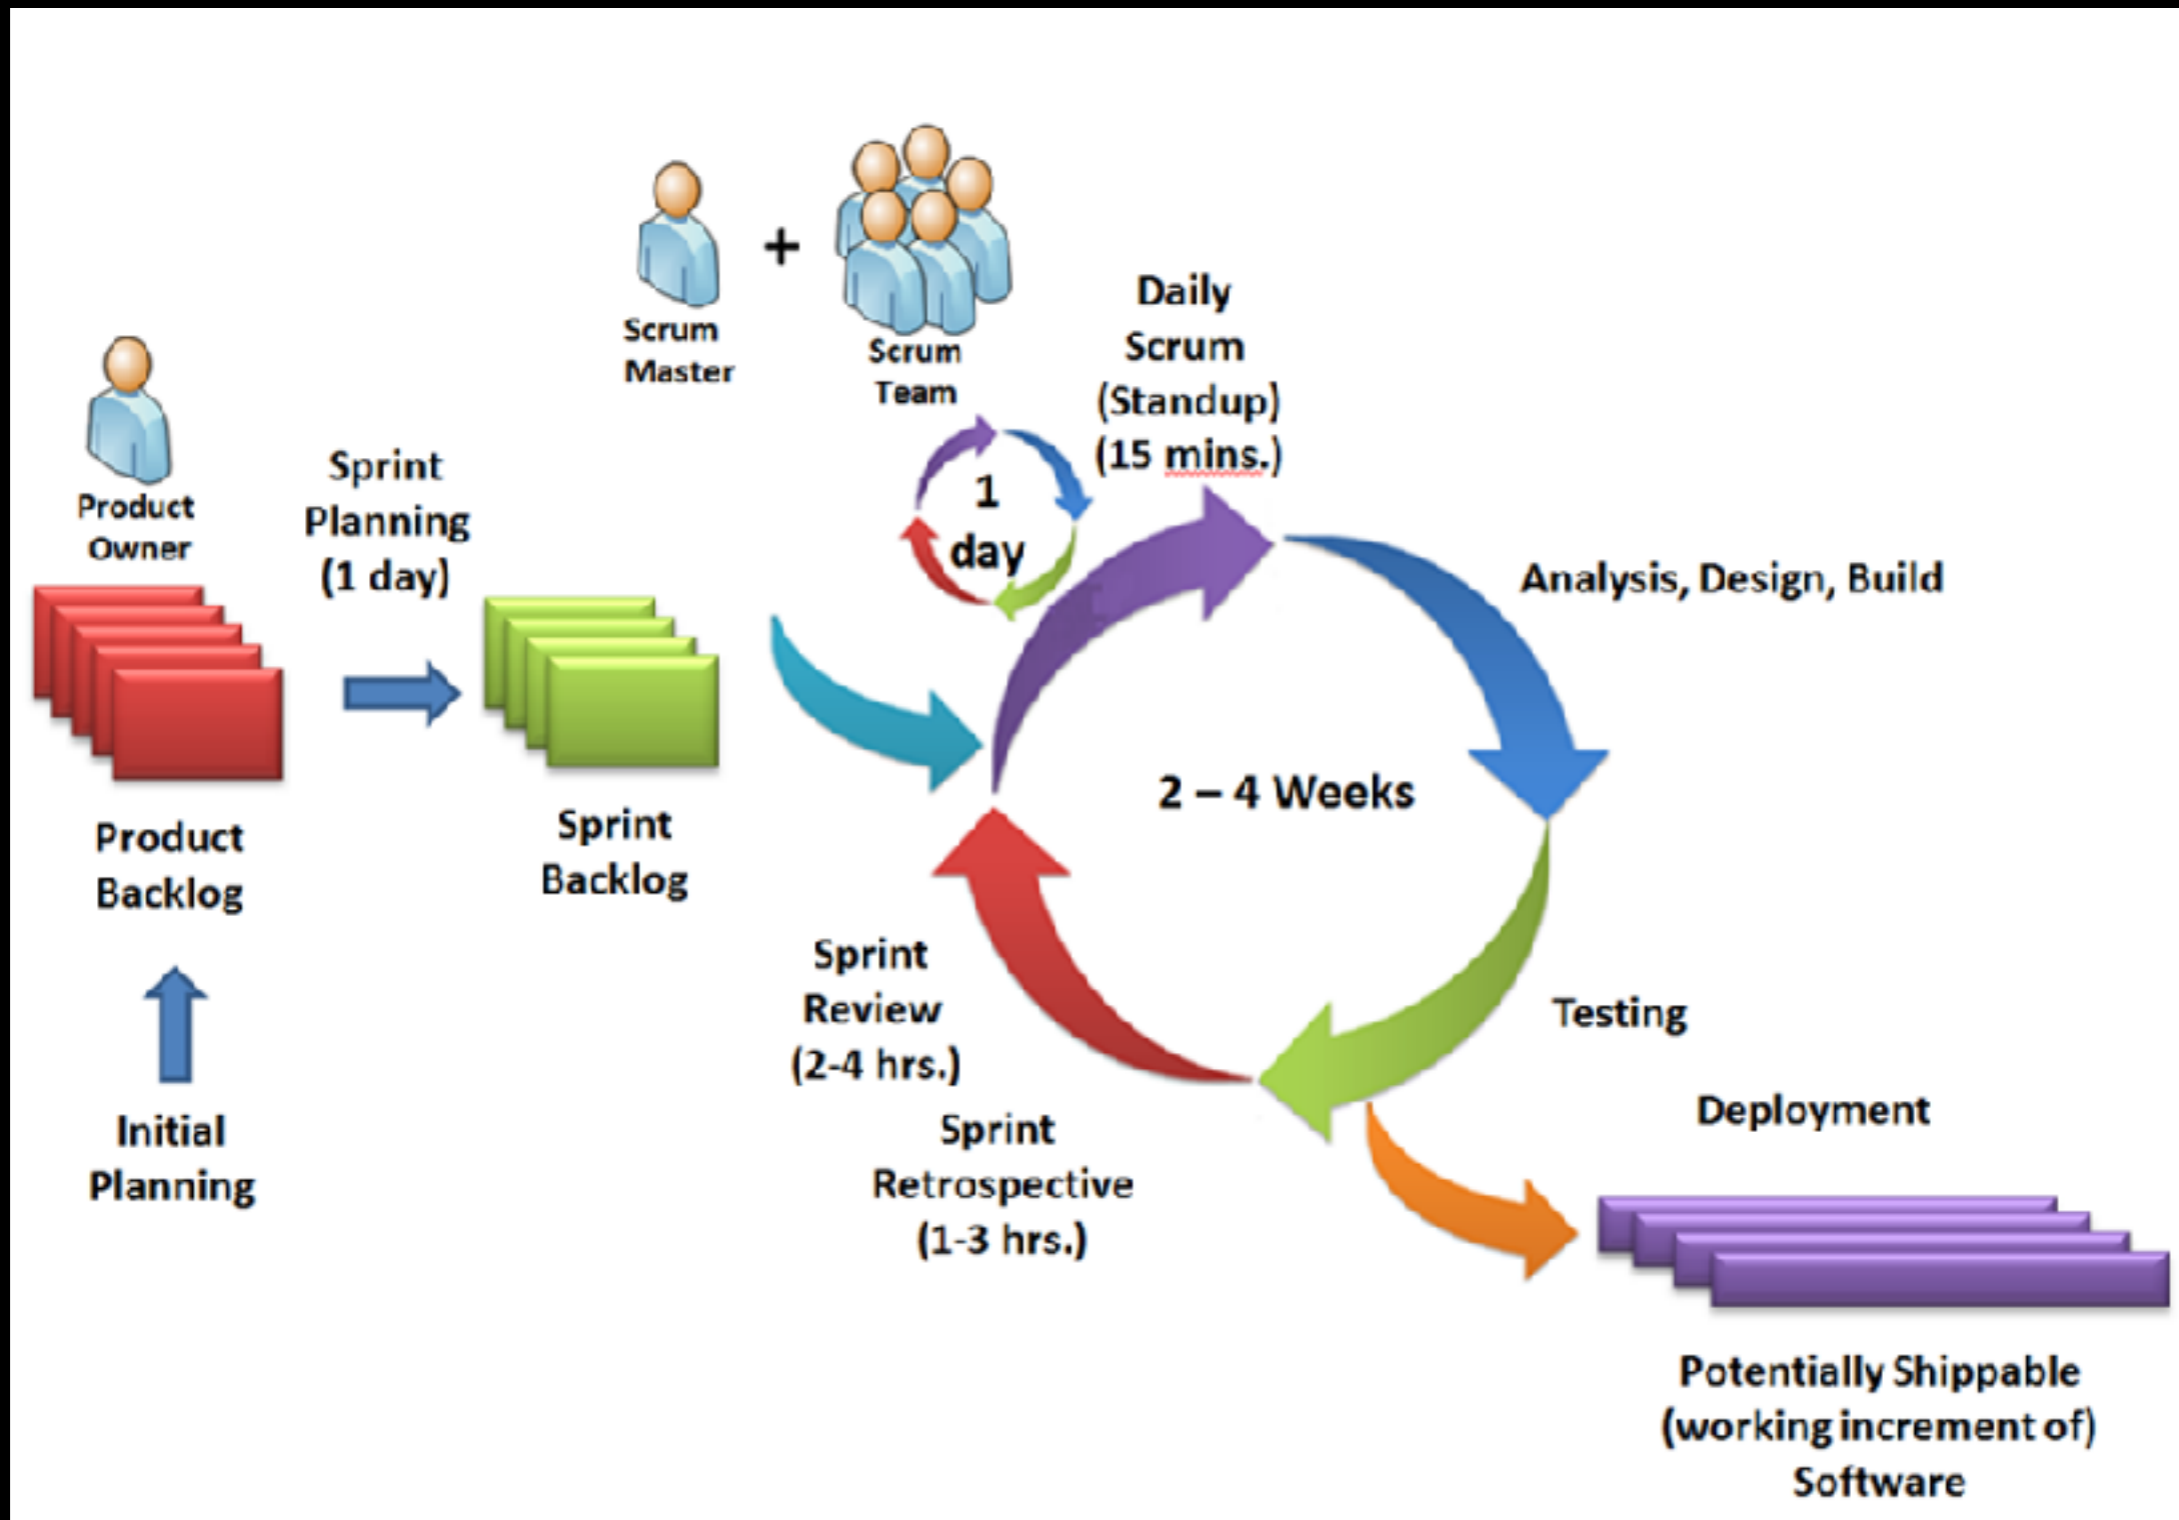 Scrum
Master
+
Scrum
Team
Daily
Scrum
(Standup)
(15 mins.)
Product
Owner
Sprint
Planning
(1 day)
1
day
Analysis, Design, Build
2 – 4 Weeks
Product
Backlog
Sprint
Backlog
Sprint
Review
(2-4 hrs.)
Testing
Initial
Planning
Sprint
Retrospective
(1-3 hrs.)
Deployment
Potentially Shippable
(working increment of)
Software